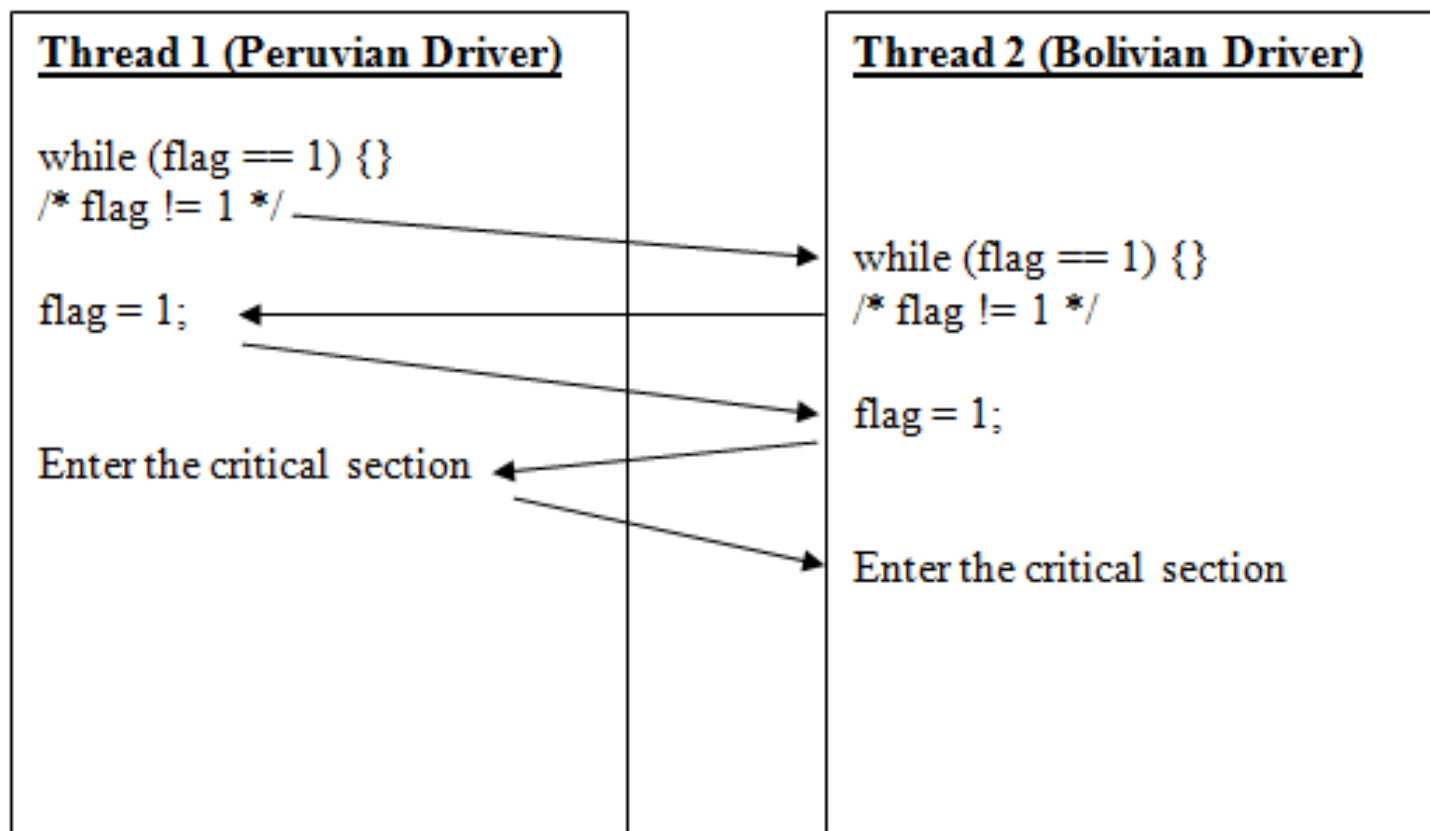 Thread 1 (Peruvian Driver)
while (flag == 1) {}
/* flag != 1 */
flag = 1;
Enter the critical section
Thread 2 (Bolivian Driver)
while (flag == 1) {}
/* flag != 1 */
flag = 1;
Enter the critical section